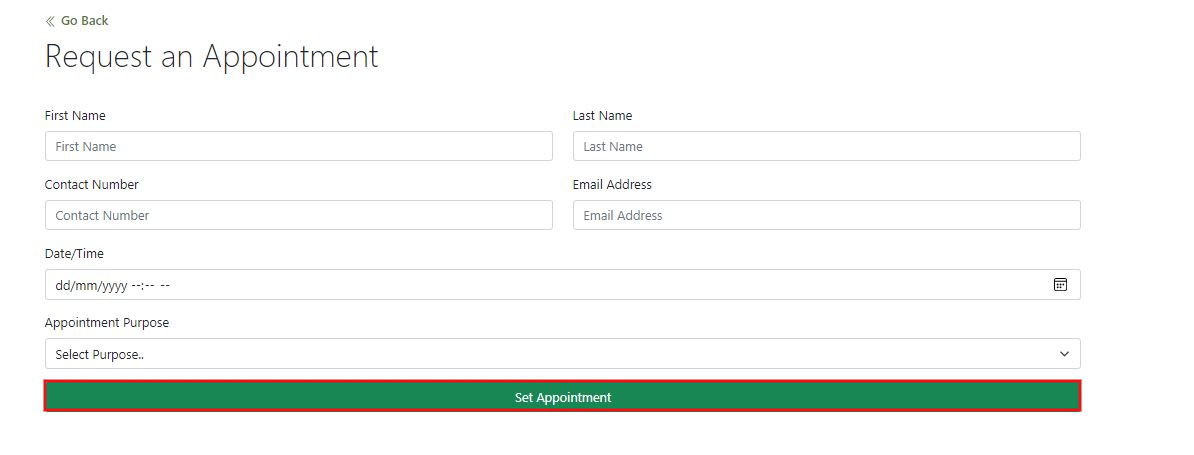 Go Back
Request an Appointment
First Name
Last Name
First Name
Last Name
Contact Number
Email Address
Contact Number
Email Address
Date/Time
dd/mm/yyyy --:-- --
Appointment Purpose
Select Purpose..
Set Appointment